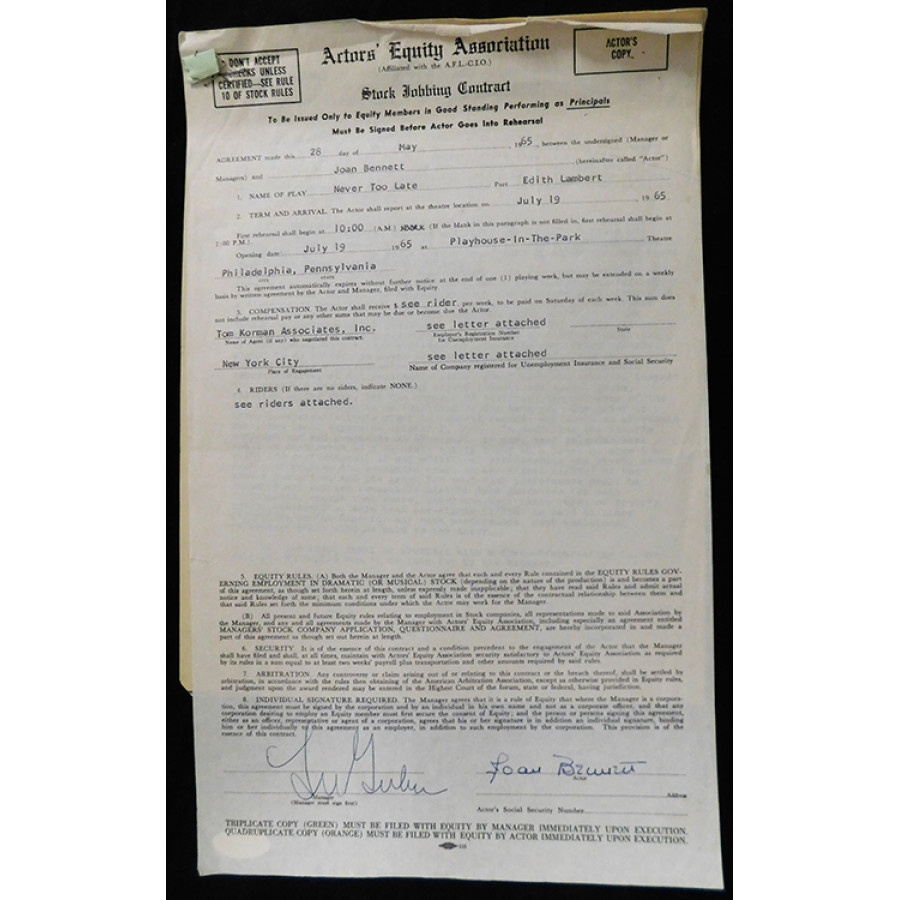 DON'T ACCEPT
CHECKS UNLESS
CERTIFIED—SEE RULE
10 OF STOCK RULES
Actors' Equity Association
(Affiliated with the A.F.L.-C.I.O.)
ACTOR'S
COPY
Stock Jobbing Contract
To Be Issued Only to Equity Members in Good Standing Performing as Principals
Must Be Signed Before Actor Goes Into Rehearsal
AGREEMENT made this 28 day of May, 1965, between the undersigned (Manager or
Managers) and Joan Bennett (hereinafter called "Actor")
1. NAME OF PLAY Never Too Late Part Edith Lambert
2. TERM AND ARRIVAL. The Actor shall report at the theatre location on July 19 1965
First rehearsal shall begin at 10:00 (A.M.) (If the blank in this paragraph is not filled in, first rehearsal shall begin at
2:00 P.M.).
Opening date July 19 1965 at Playhouse-In-The-Park Theatre
Philadelphia, Pennsylvania
CITY STATE
This agreement automatically expires without further notice at the end of one (1) playing week, but may be extended on a weekly
basis by written agreement by the Actor and Manager, filed with Equity.
3. COMPENSATION. The Actor shall receive $ see rider per week, to be paid on Saturday of each week. This sum does
not include rehearsal pay or any other sums that may be due or become due the Actor.
Tom Korman Associates, Inc. see letter attached
Name of Agent (if any) who negotiated this contract. Employer's Registration Number State
for Unemployment Insurance
New York City see letter attached
Place of Engagement Name of Company registered for Unemployment Insurance and Social Security
4. RIDERS (If there are no riders, indicate NONE.)
see riders attached.
5. EQUITY RULES. (A) Both the Manager and the Actor agree that each and every Rule contained in the EQUITY RULES GOV-
ERNING EMPLOYMENT IN DRAMATIC (OR MUSICAL) STOCK (depending on the nature of the production) is and becomes a part
of this agreement, as though set forth herein at length, unless expressly made inapplicable; that they have read said Rules and admit actual
notice and knowledge of same; that each and every term of said Rules is of the essence of the contractual relationship between them and
that said Rules set forth the minimum conditions under which the Actor may work for the Manager.
(B) All present and future Equity rules relating to employment in Stock companies, all representations made to said Association by
the Manager, and any and all agreements made by the Manager with Actors' Equity Association, including especially an agreement entitled
MANAGERS' STOCK COMPANY APPLICATION, QUESTIONNAIRE AND AGREEMENT, are hereby incorporated in and made a
part of this agreement as though set out herein at length.
6. SECURITY. It is of the essence of this contract and a condition precedent to the engagement of the Actor that the Manager
shall have filed and shall, at all times, maintain with Actors' Equity Association security satisfactory to Actors' Equity Association as required
by its rules in a sum equal to at least two weeks' payroll plus transportation and other amounts required by said rules.
7. ARBITRATION. Any controversy or claim arising out of or relating to this contract or the breach thereof, shall be settled by
arbitration, in accordance with the rules then obtaining of the American Arbitration Association, except as otherwise provided in Equity rules,
and judgment upon the award rendered may be entered in the Highest Court of the forum, state or federal, having jurisdiction.
8. INDIVIDUAL SIGNATURE REQUIRED. The Manager agrees that it is a rule of Equity that where the Manager is a corpora-
tion, this agreement must be signed by the corporation and by an individual in his own name and not as a corporate officer, and that any
corporation desiring to employ an Equity member must first secure the consent of Equity; and the person or persons signing this agreement,
either as an officer, representative or agent of a corporation, agrees that his or her signature is in addition an individual signature, binding
him or her individually to this agreement as an employer, in addition to such employment by the corporation. This provision is of the
essence of this contract.
Joan Bennett
Manager Actor
(Manager must sign first) Address
Actor's Social Security Number
TRIPLICATE COPY (GREEN) MUST BE FILED WITH EQUITY BY MANAGER IMMEDIATELY UPON EXECUTION.
QUADRUPLICATE COPY (ORANGE) MUST BE FILED WITH EQUITY BY ACTOR IMMEDIATELY UPON EXECUTION.